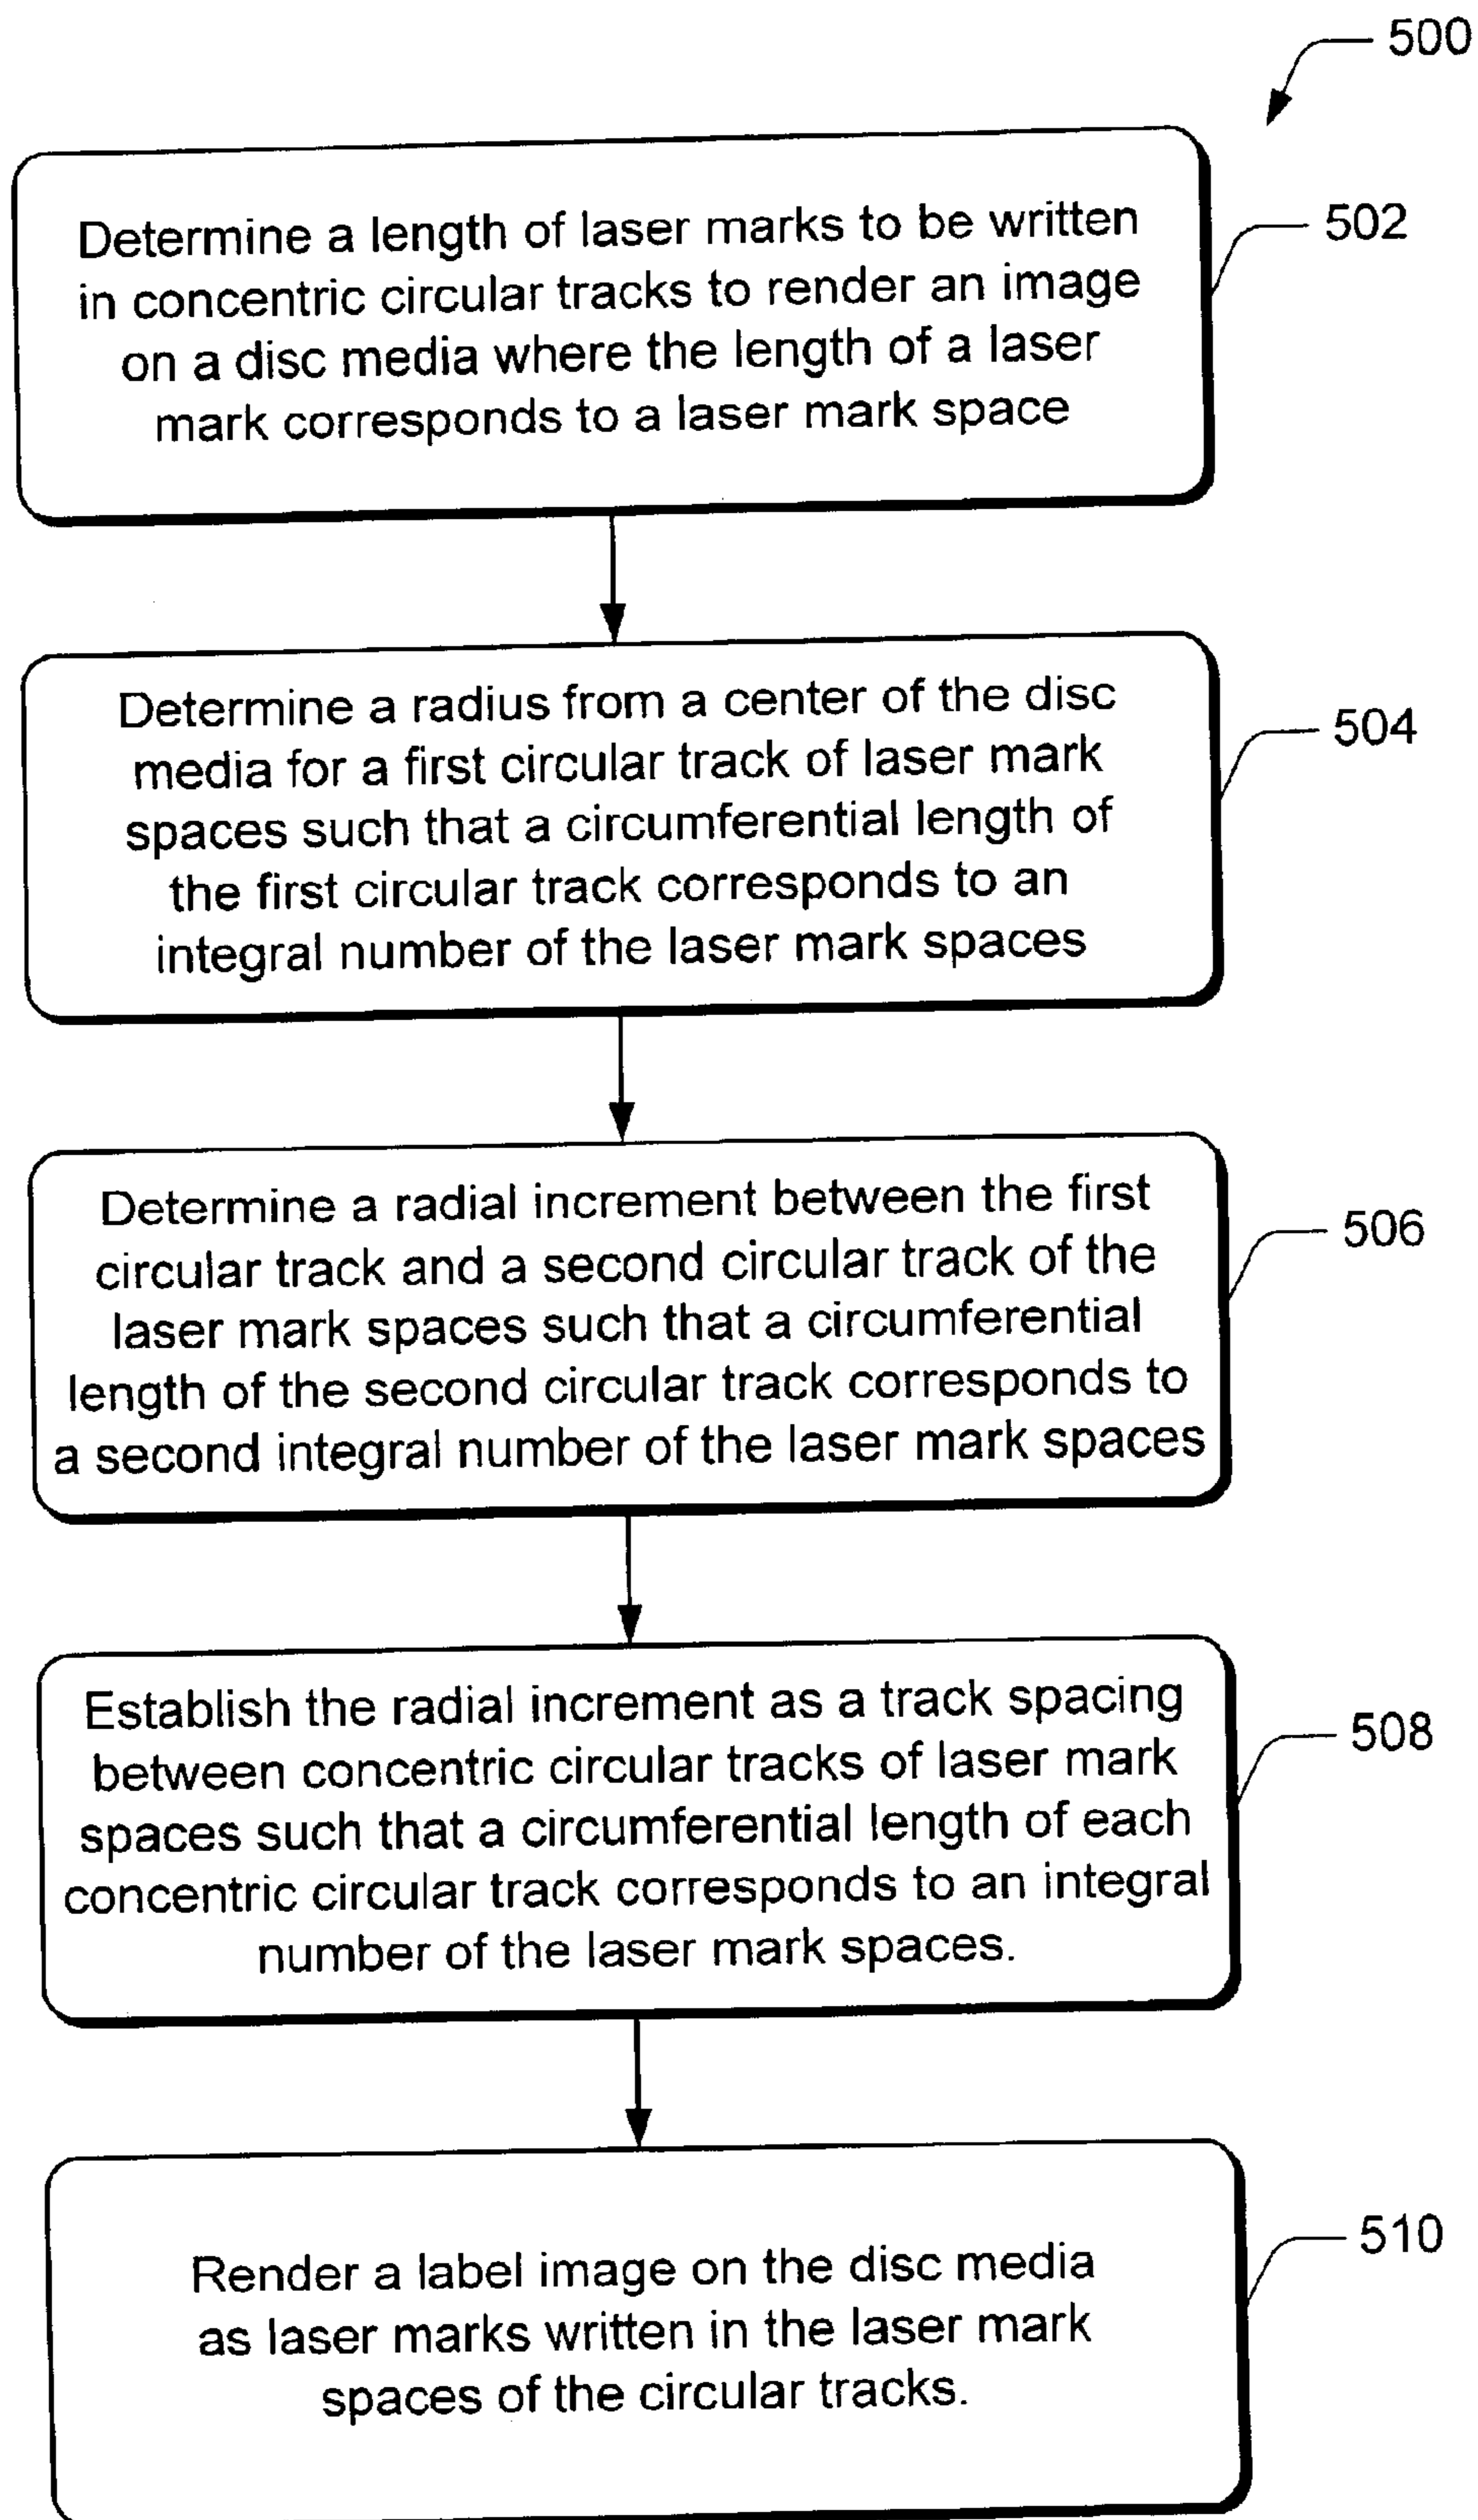 500
Determine a length of laser marks to be written
in concentric circular tracks to render an image
on a disc media where the length of a laser
mark corresponds to a laser mark space
502
Determine a radius from a center of the disc
media for a first circular track of laser mark
spaces such that a circumferential length of
the first circular track corresponds to an
integral number of the laser mark spaces
504
Determine a radial increment between the first
circular track and a second circular track of the
laser mark spaces such that a circumferential
length of the second circular track corresponds to
a second integral number of the laser mark spaces
506
Establish the radial increment as a track spacing
between concentric circular tracks of laser mark
spaces such that a circumferential length of each
concentric circular track corresponds to an integral
number of the laser mark spaces.
508
Render a label image on the disc media
as laser marks written in the laser mark
spaces of the circular tracks.
510